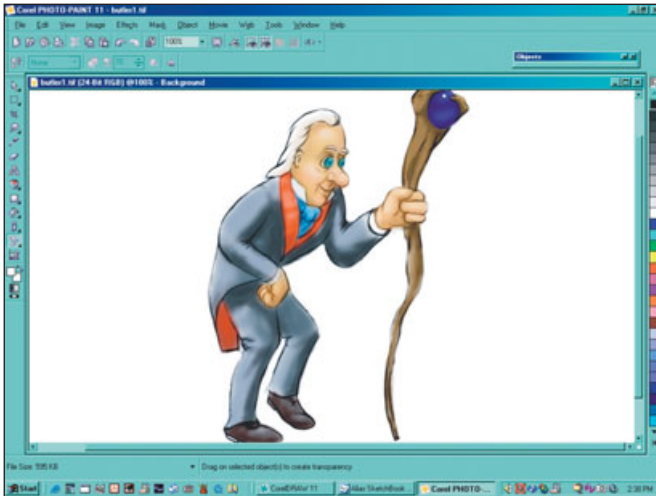 Corel PHOTO-PAINT 11 - butler1.tif
File Edit View Image Effects Mask Object Movie Web Tools Window Help
100%
None
Objects
butler1.tif (24-Bit RGB) @100% - Background
File Size: 595 KB Drag on selected object(s) to create transparency.
Start CorelDRAW 11 Alias SketchBook Corel PHOTO-... 2:30 PM